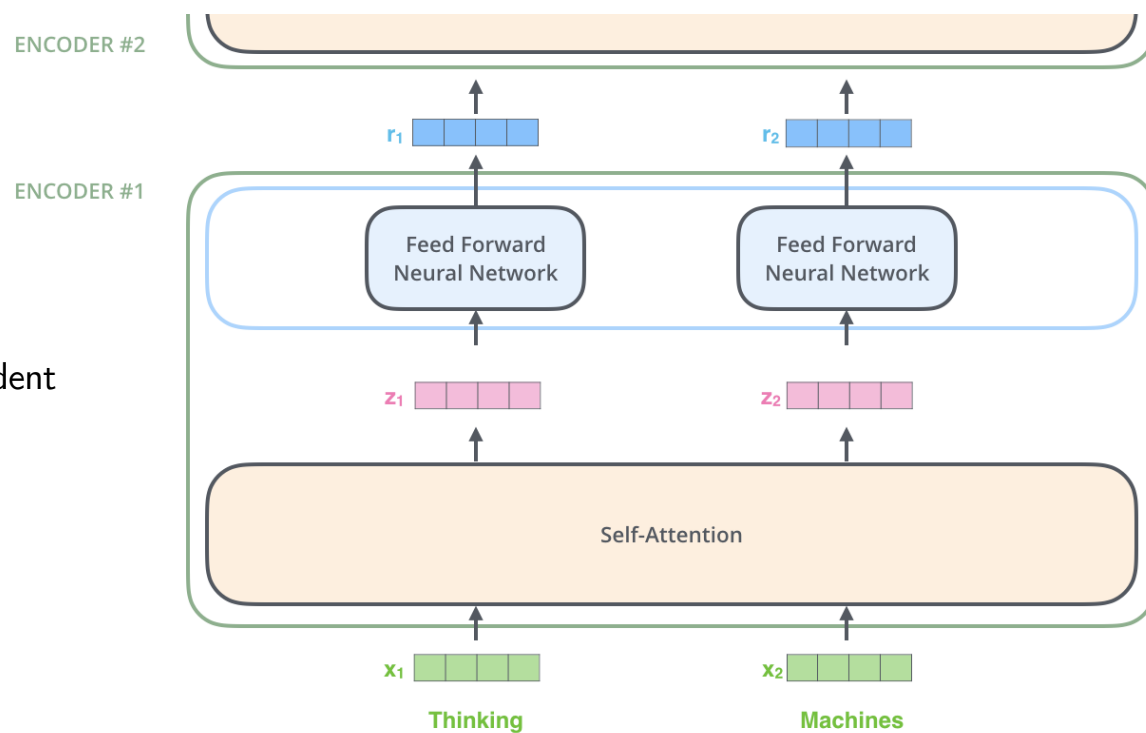 ENCODER #2
r₁
r₂
ENCODER #1
Feed Forward
Neural Network
Feed Forward
Neural Network
dent
z₁
z₂
Self-Attention
x₁
x₂
Thinking
Machines